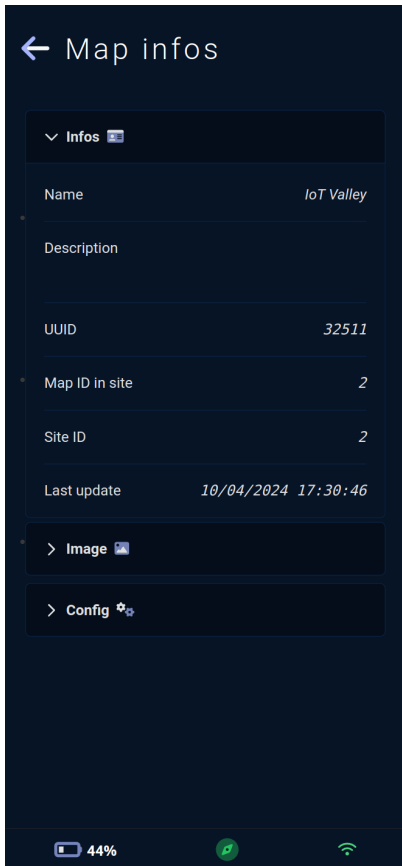 Map infos
Infos
Name IoT Valley
Description
UUID 32511
Map ID in site 2
Site ID 2
Last update 10/04/2024 17:30:46
Image
Config
44%